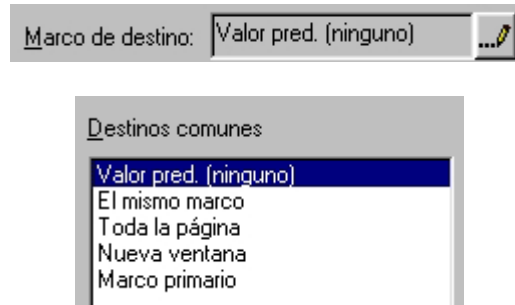 Marco de destino: Valor pred. (ninguno) ...
Destinos comunes
Valor pred. (ninguno)
El mismo marco
Toda la página
Nueva ventana
Marco primario